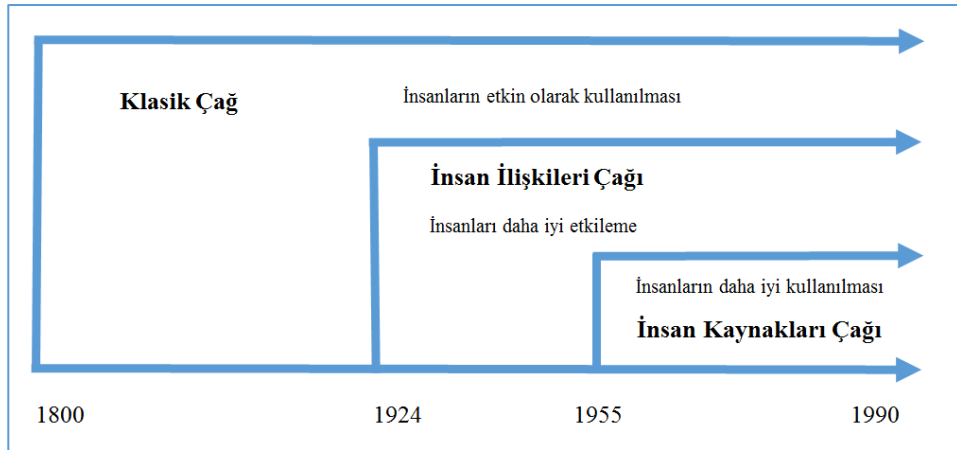 Klasik Çağ
İnsanların etkin olarak kullanılması
İnsan İlişkileri Çağı
İnsanları daha iyi etkileme
İnsanların daha iyi kullanılması
İnsan Kaynakları Çağı
1800 1924 1955 1990